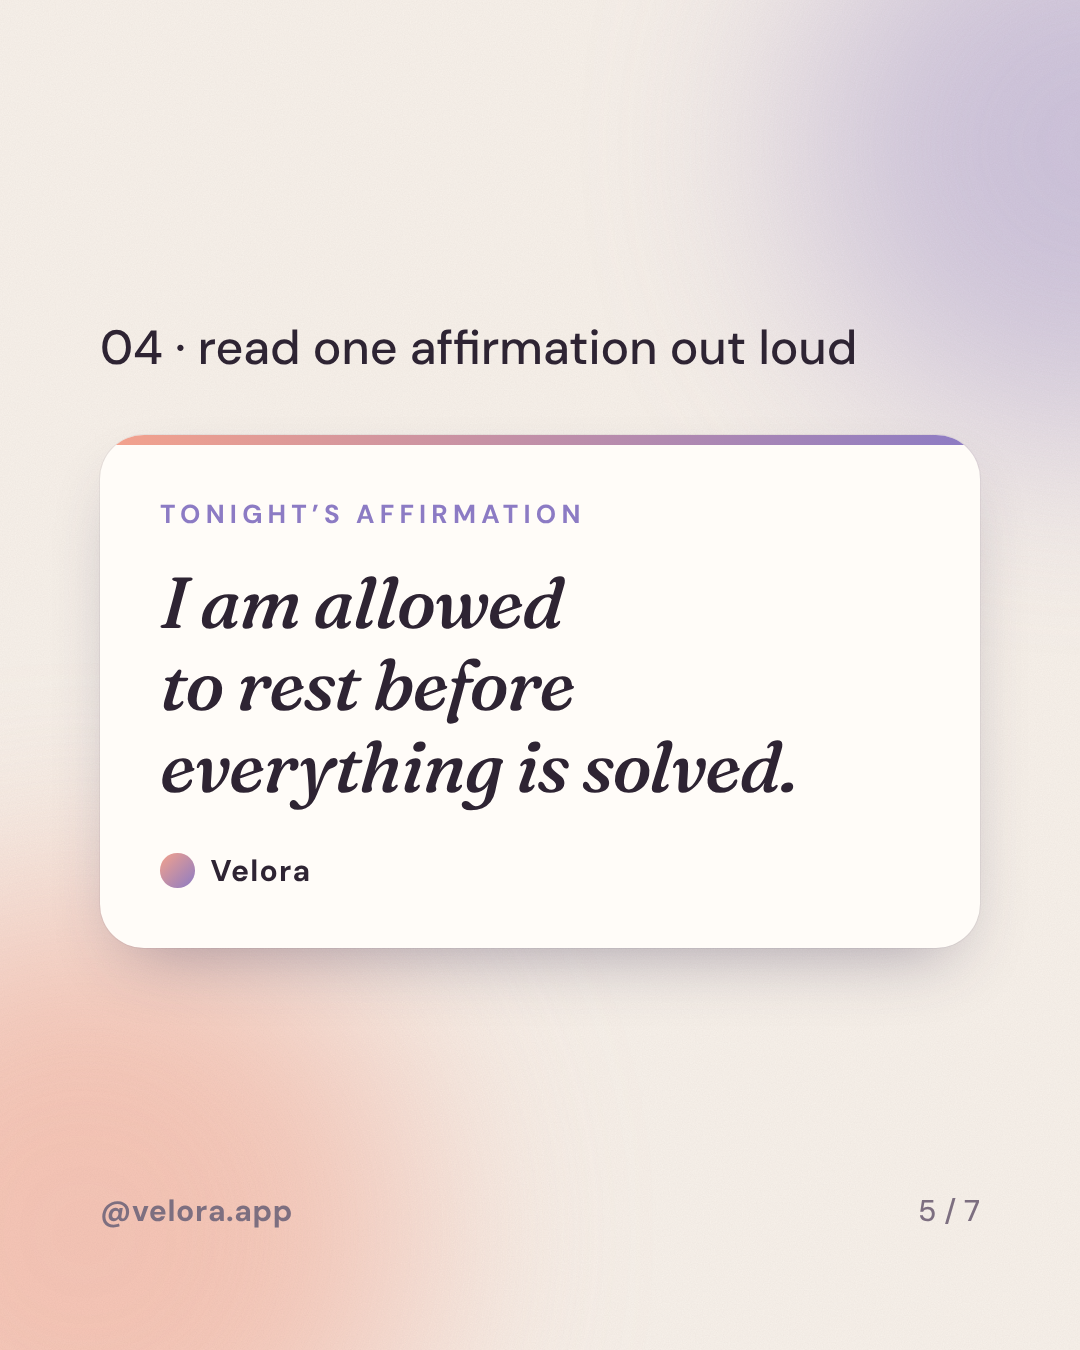 04 · read one affirmation out loud
TONIGHT’S AFFIRMATION
I am allowed
to rest before
everything is solved.
Velora
@velora.app
5 / 7